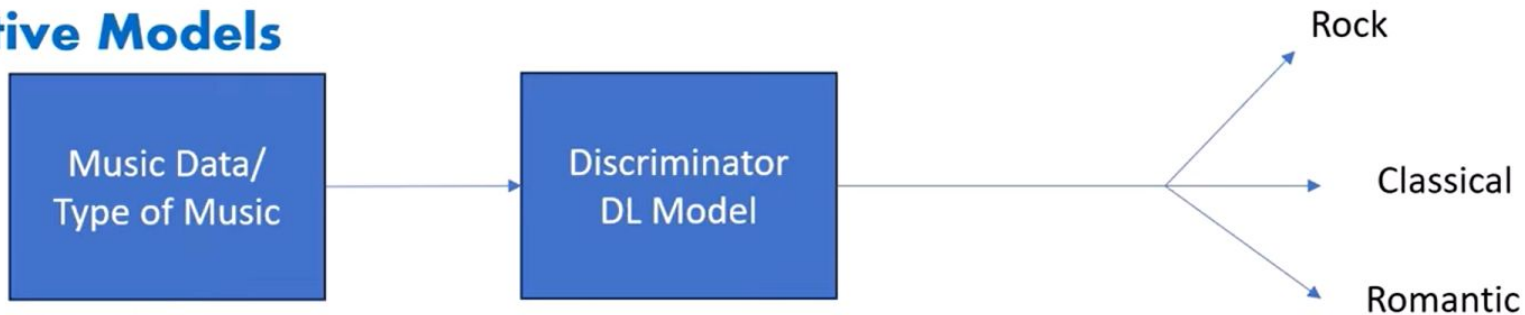 tive Models
Music Data/
Type of Music
Discriminator
DL Model
Rock
Classical
Romantic